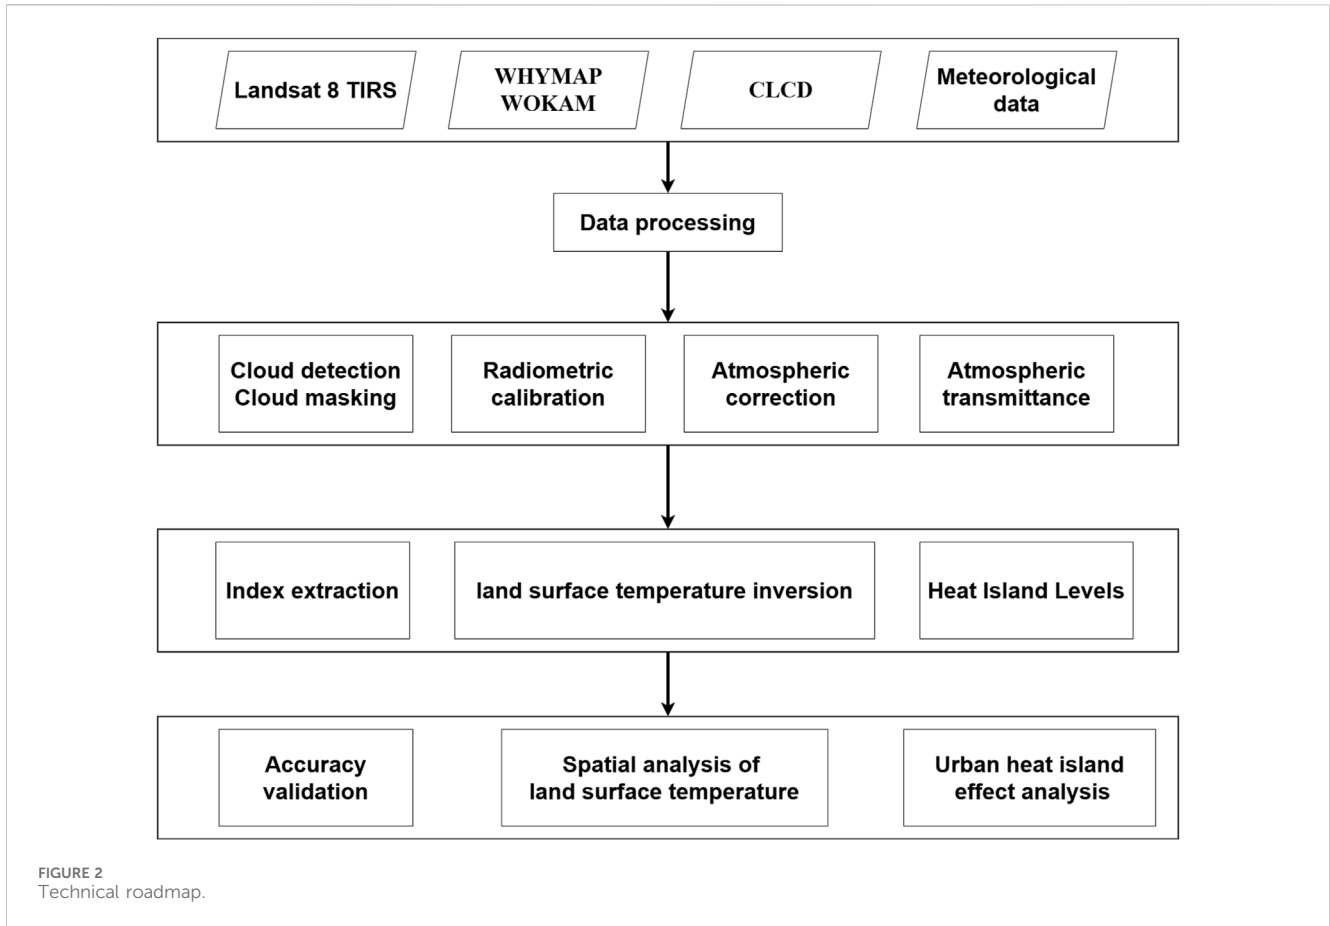 Landsat 8 TIRS
WHYMAP
WOKAM
CLCD
Meteorological
data
Data processing
Cloud detection
Cloud masking
Radiometric
calibration
Atmospheric
correction
Atmospheric
transmittance
Index extraction
land surface temperature inversion
Heat Island Levels
Accuracy
validation
Spatial analysis of
land surface temperature
Urban heat island
effect analysis
FIGURE 2
Technical roadmap.